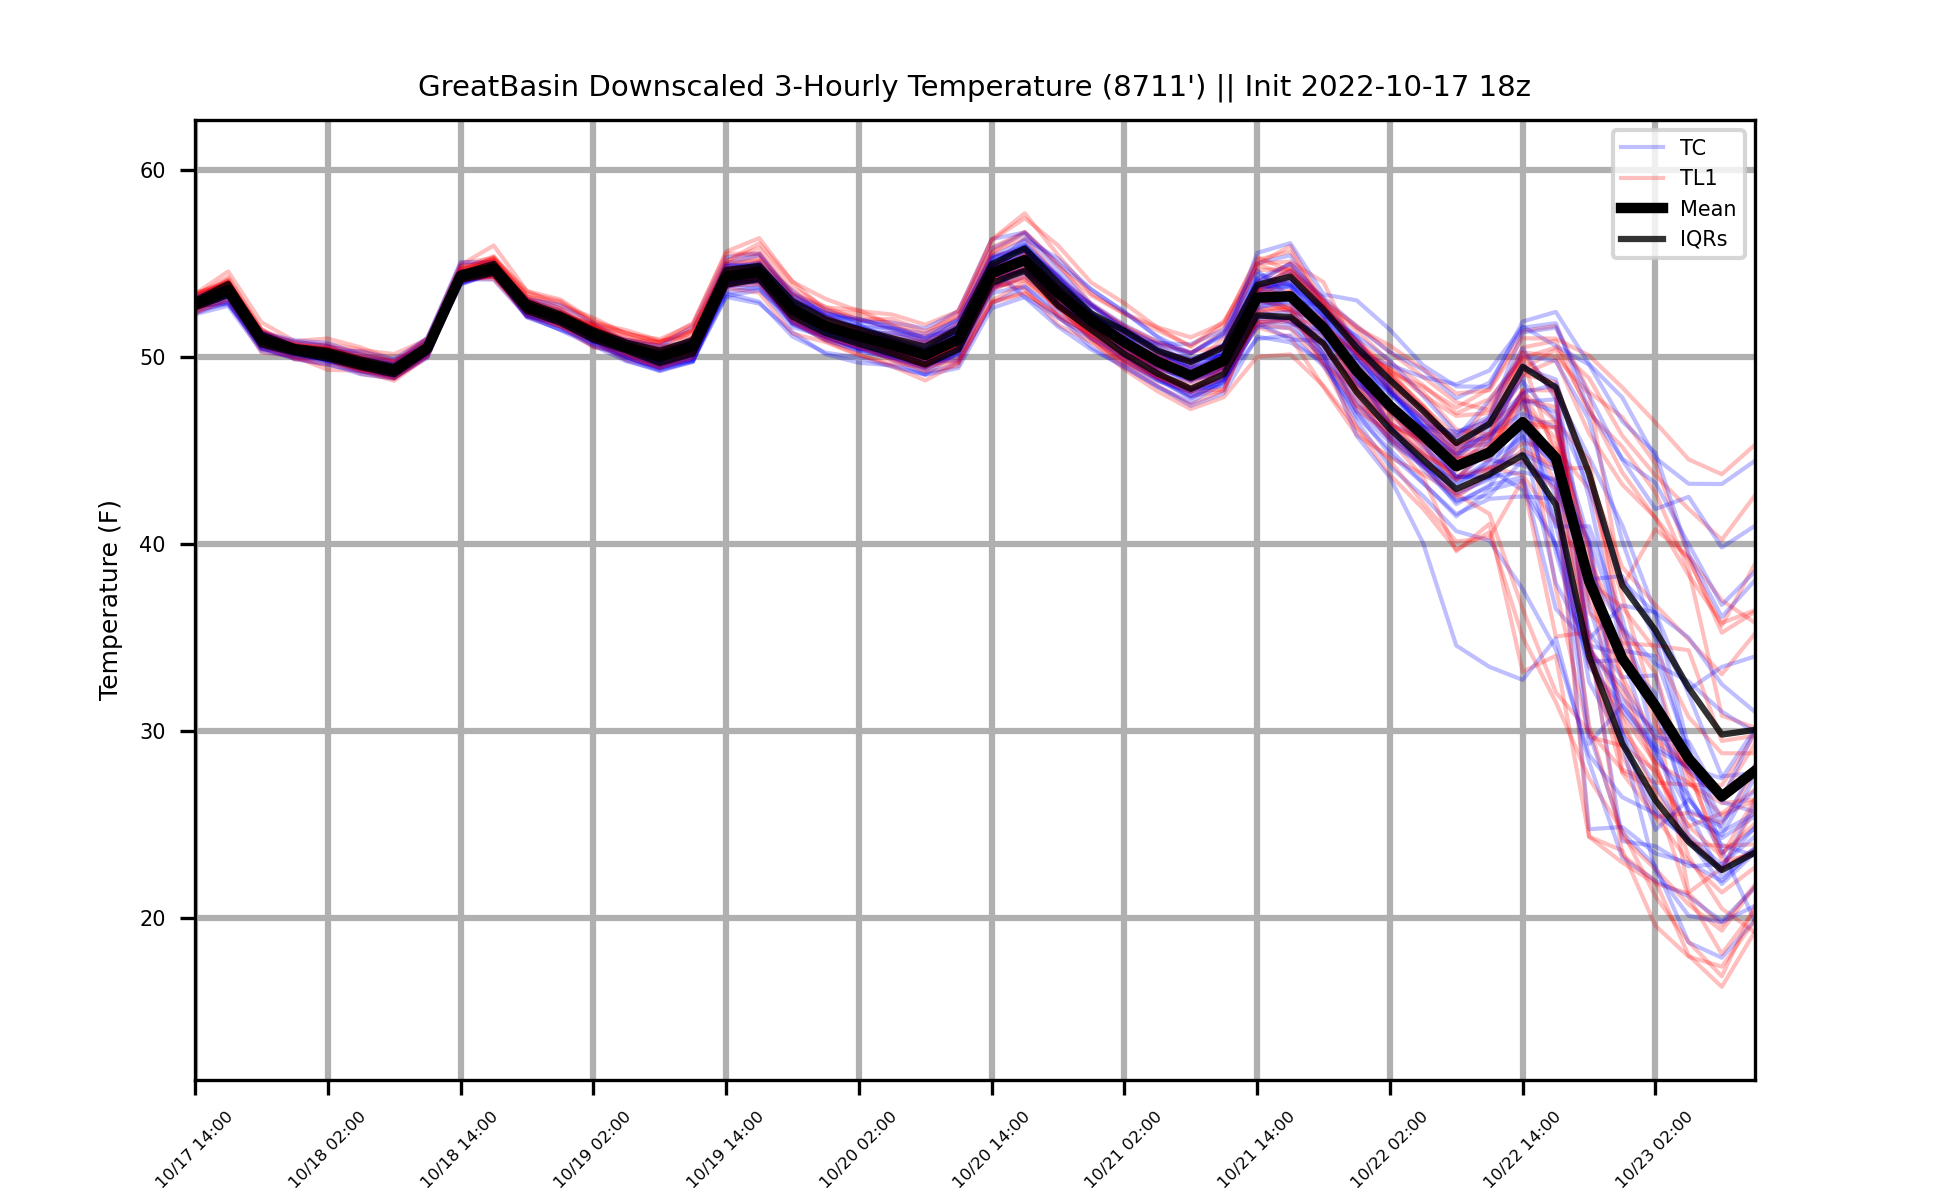 GreatBasin Downscaled 3-Hourly Temperature (8711') || Init 2022-10-17 18z
TC
TL1
Mean
IQRs
Temperature (F)
60
50
40
30
20
10/17 14:00
10/18 02:00
10/18 14:00
10/19 02:00
10/19 14:00
10/20 02:00
10/20 14:00
10/21 02:00
10/21 14:00
10/22 02:00
10/22 14:00
10/23 02:00